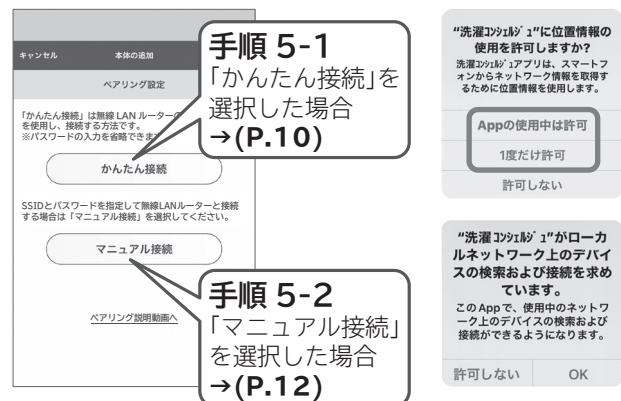 キャンセル
本体の追加
ペアリング設定
「かんたん接続」は無線 LAN ルーターの
を使用し、接続する方法です。
※パスワードの入力を省略できます
かんたん接続
SSIDとパスワードを指定して無線LANルーターと接続
する場合は「マニュアル接続」を選択してください。
マニュアル接続
ペアリング説明動画へ
手順 5-1
「かんたん接続」を
選択した場合
→(P.10)
手順 5-2
「マニュアル接続」
を選択した場合
→(P.12)
“洗濯ｺﾝｼｪﾙｼﾞｭ”に位置情報の
使用を許可しますか?
洗濯ｺﾝｼｪﾙｼﾞｭアプリは、スマートフ
ォンからネットワーク情報を取得す
るために位置情報を使用します。
Appの使用中は許可
1度だけ許可
許可しない
“洗濯ｺﾝｼｪﾙｼﾞｭ”がローカ
ルネットワーク上のデバイ
スの検索および接続を求め
ています。
このAppで、使用中のネットワ
ーク上のデバイスの検索および
接続ができるようになります。
許可しない
OK